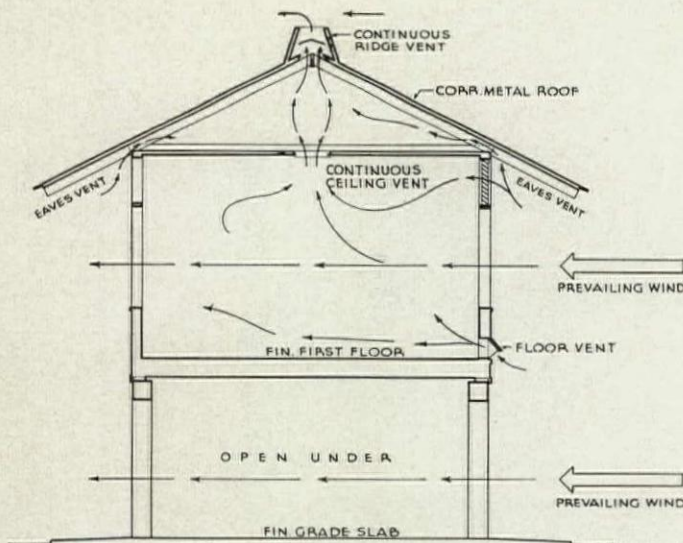 CONTINUOUS
RIDGE VENT
CORR. METAL ROOF
CONTINUOUS
CEILING VENT
EAVES VENT
EAVES VENT
PREVAILING WIND
FIN. FIRST FLOOR
FLOOR VENT
OPEN UNDER
PREVAILING WIND
FIN. GRADE SLAB